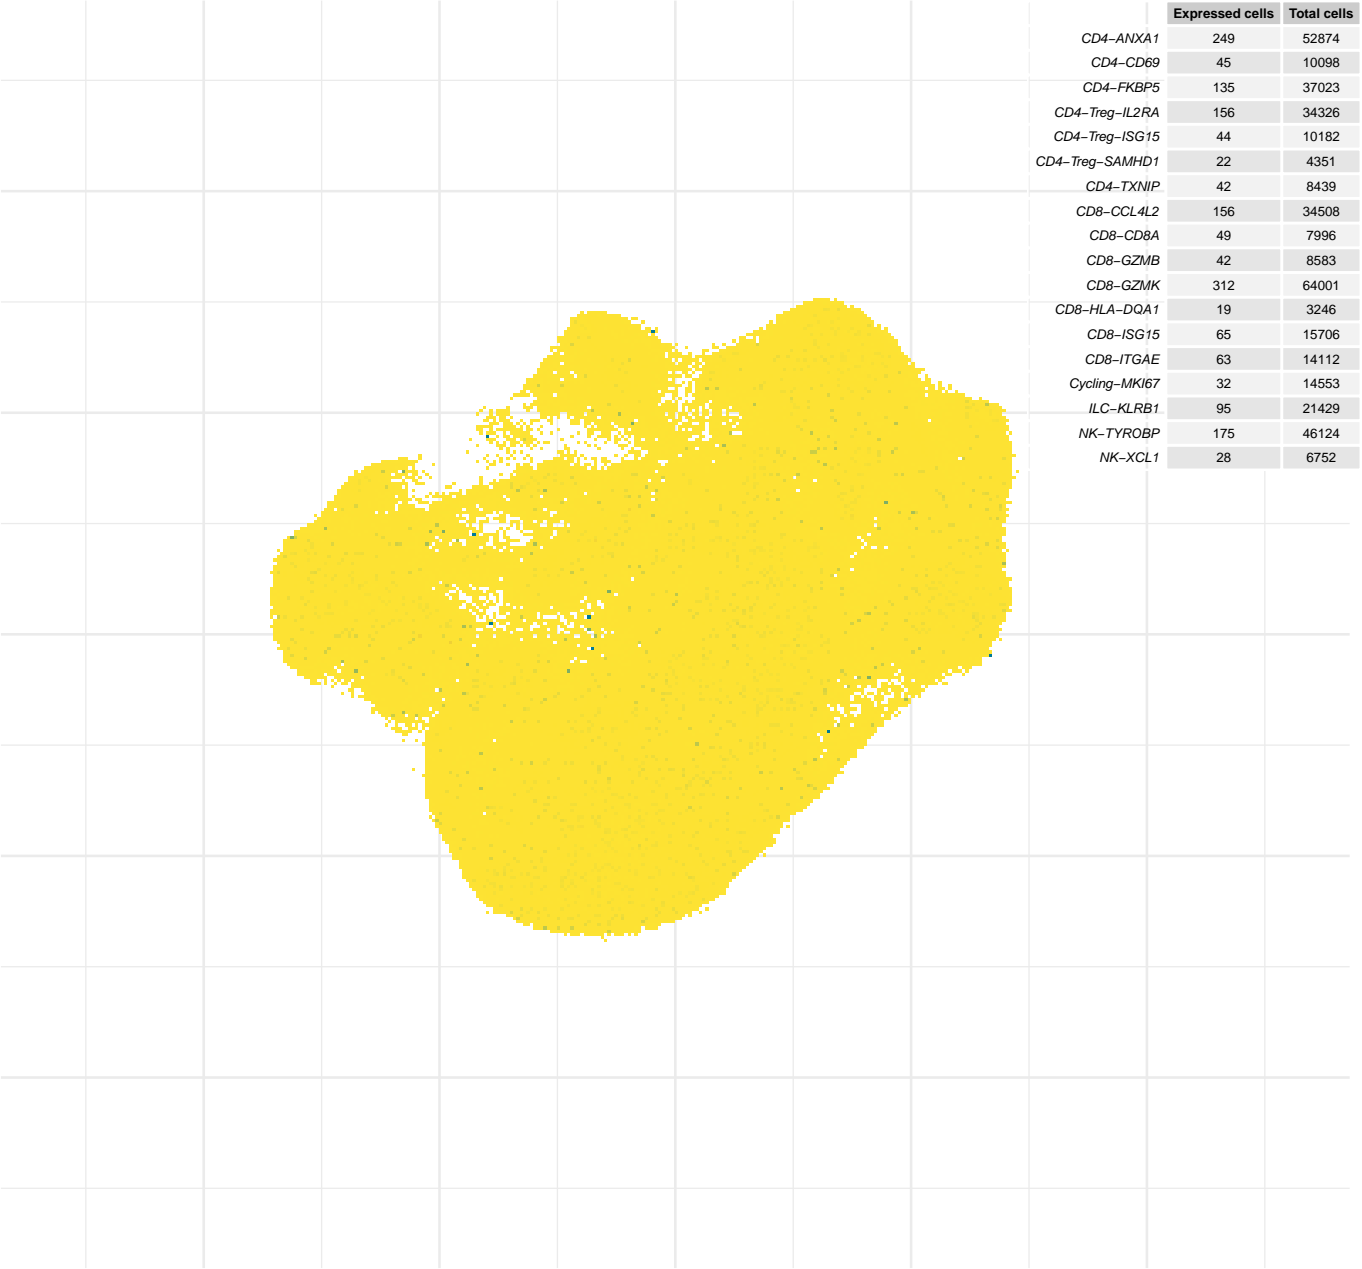 Expressed cells Total cells
CD4−ANXA1 249 52874
CD4−CD69 45 10098
CD4−FKBP5 135 37023
CD4−Treg−IL2RA 156 34326
CD4−Treg−ISG15 44 10182
CD4−Treg−SAMHD1 22 4351
CD4−TXNIP 42 8439
CD8−CCL4L2 156 34508
CD8−CD8A 49 7996
CD8−GZMB 42 8583
CD8−GZMK 312 64001
CD8−HLA−DQA1 19 3246
CD8−ISG15 65 15706
CD8−ITGAE 63 14112
Cycling−MKI67 32 14553
ILC−KLRB1 95 21429
NK−TYROBP 175 46124
NK−XCL1 28 6752